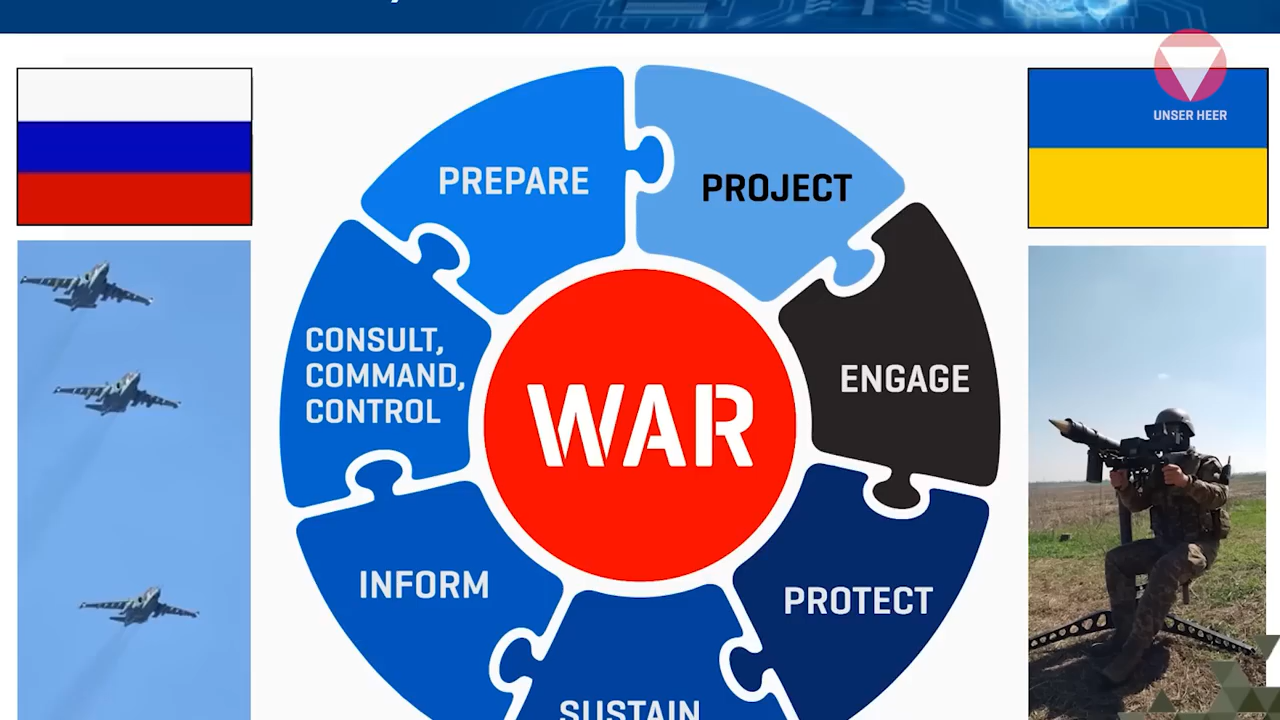 UNSER HEER
PREPARE
PROJECT
CONSULT,
COMMAND,
CONTROL
ENGAGE
WAR
INFORM
PROTECT
SUSTAIN